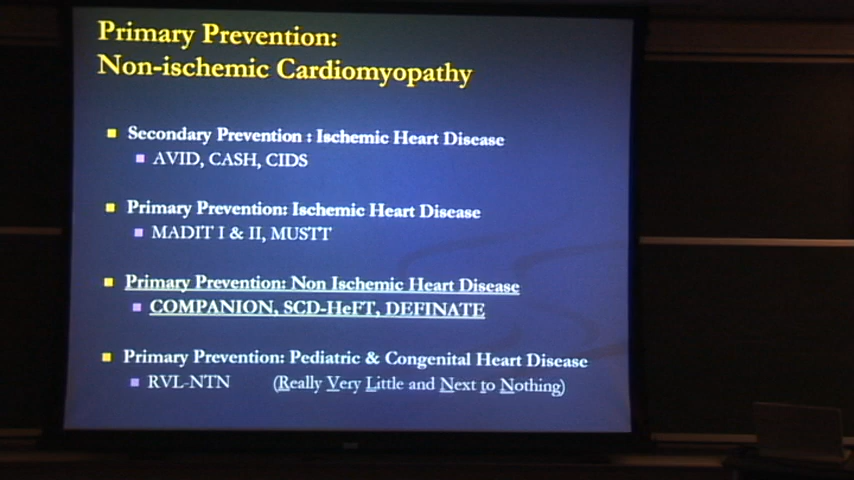 Primary Prevention:
Non-ischemic Cardiomyopathy
Secondary Prevention : Ischemic Heart Disease
AVID, CASH, CIDS
Primary Prevention: Ischemic Heart Disease
MADIT I & II, MUSTT
Primary Prevention: Non Ischemic Heart Disease
COMPANION, SCD-HeFT, DEFINATE
Primary Prevention: Pediatric & Congenital Heart Disease
RVL-NTN (Really Very Little and Next to Nothing)